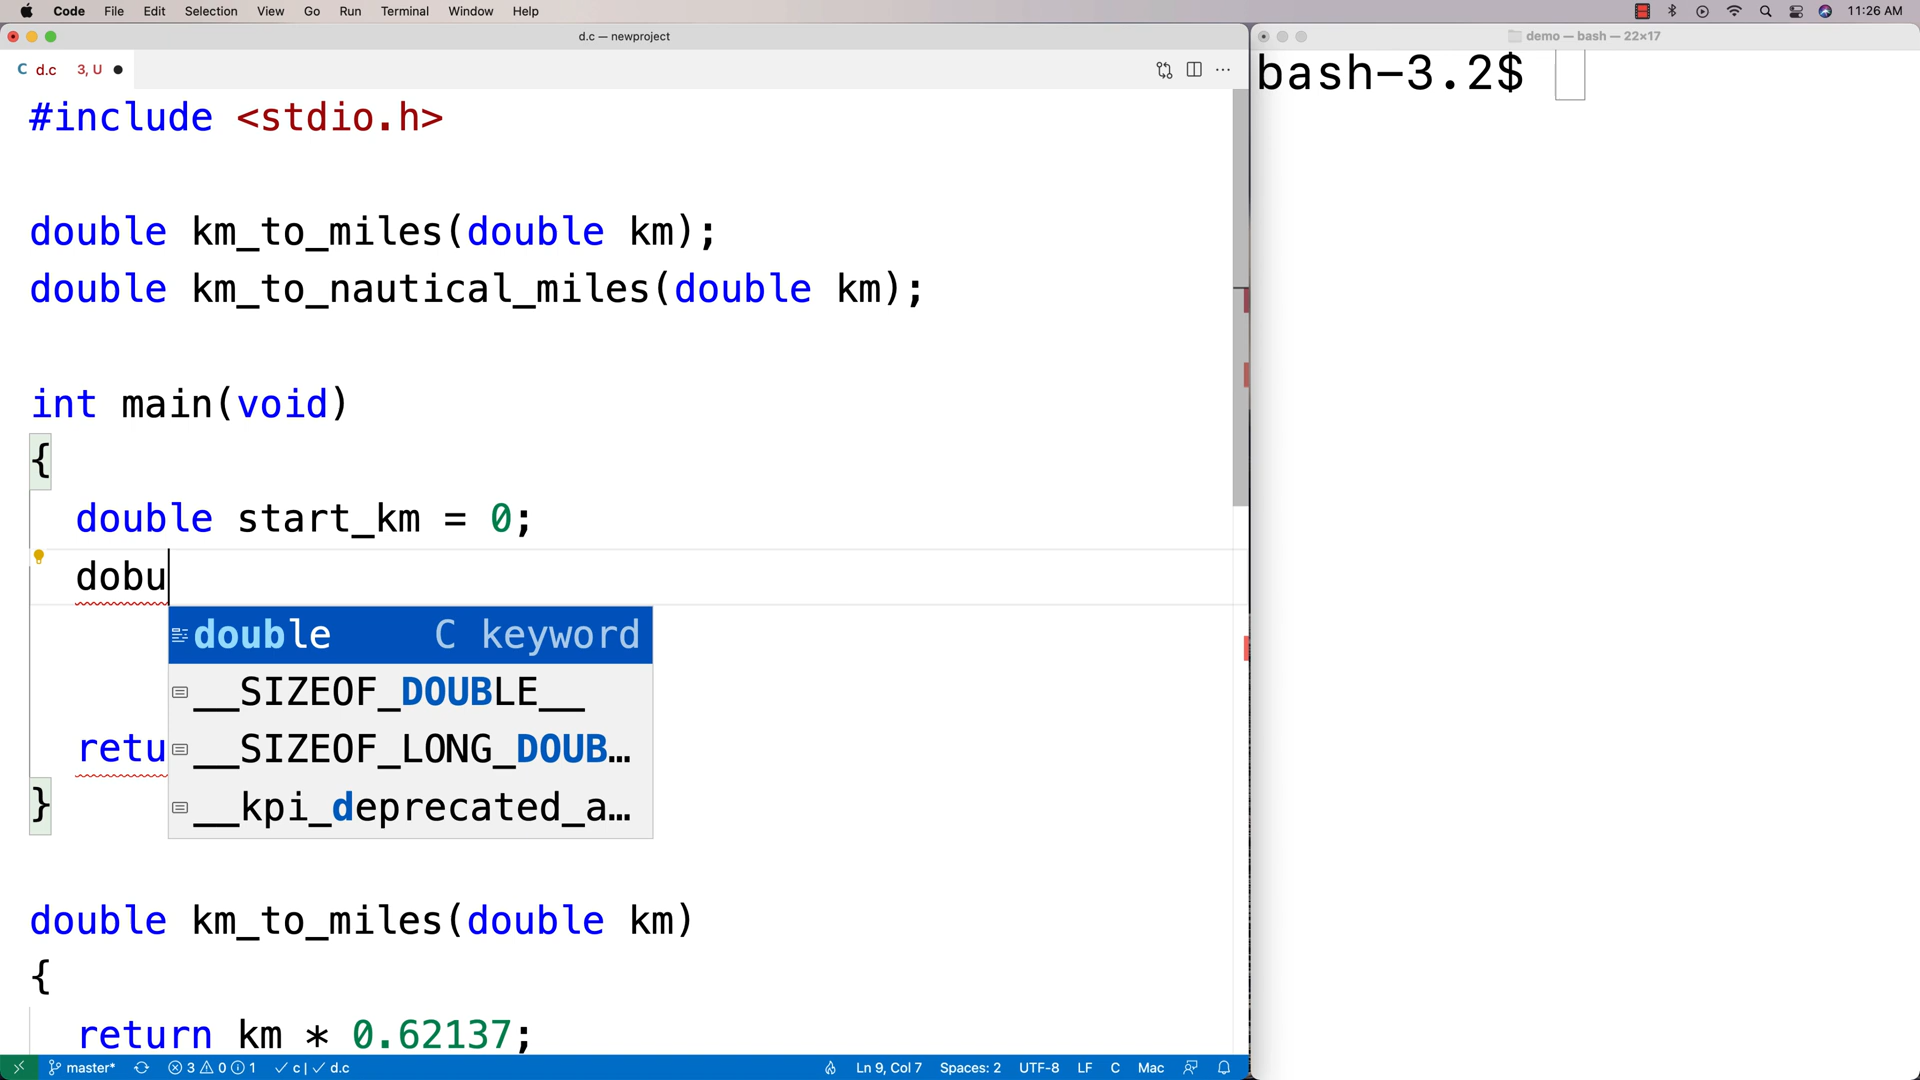 Code File Edit Selection View Go Run Terminal Window Help 11:26 AM
d.c — newproject
demo — bash — 22×17
C d.c 3, U
bash-3.2$
#include <stdio.h>
double km_to_miles(double km);
double km_to_nautical_miles(double km);
int main(void)
{
double start_km = 0;
dobu
double C keyword
__SIZEOF_DOUBLE__
__SIZEOF_LONG_DOUB…
retu
__kpi_deprecated_a…
}
double km_to_miles(double km)
{
return km * 0.62137;
master* 3 0 1 c | d.c Ln 9, Col 7 Spaces: 2 UTF-8 LF C Mac